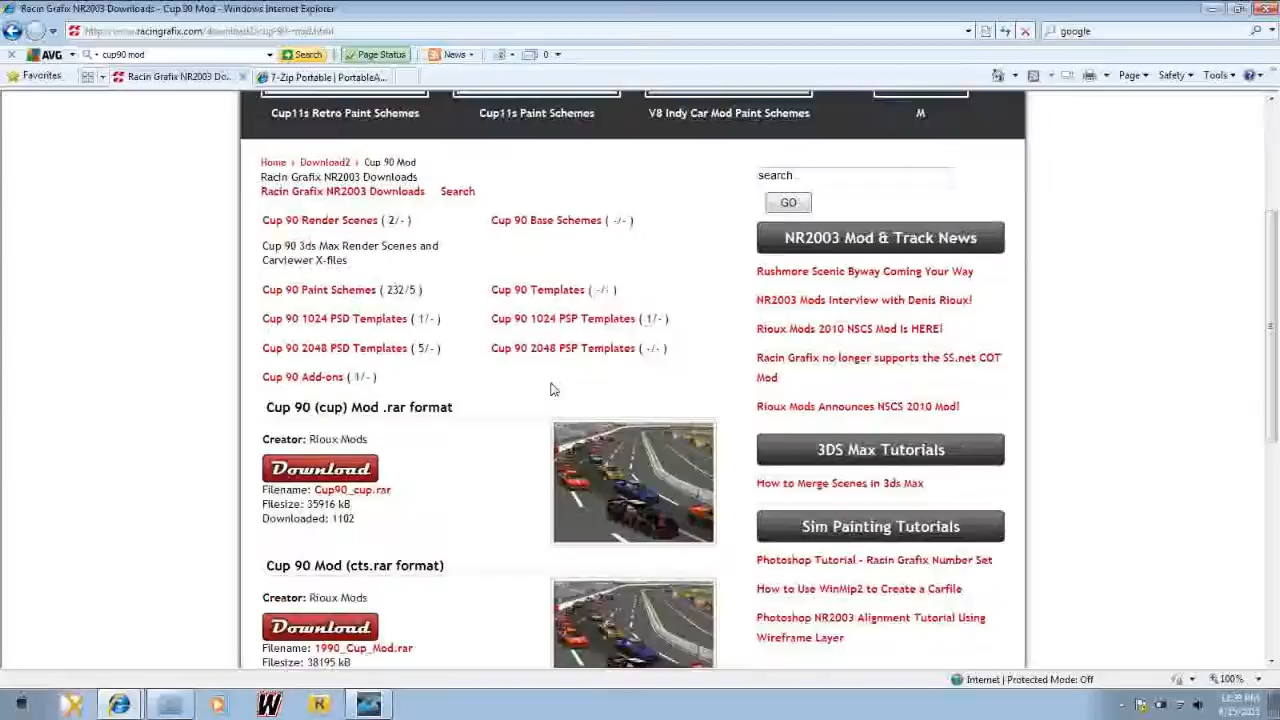 Racin Grafix NR2003 Downloads - Cup 90 Mod - Windows Internet Explorer
google
AVG cup90 mod Search Page Status News 0
Favorites Racin Grafix NR2003 Do... 7-Zip Portable | PortableA... Page Safety Tools
Cup11s Retro Paint Schemes Cup11s Paint Schemes V8 Indy Car Mod Paint Schemes M
Home Download2 Cup 90 Mod
Racin Grafix NR2003 Downloads
Racin Grafix NR2003 Downloads Search
Cup 90 Render Scenes ( 2/- ) Cup 90 Base Schemes ( -/- )
Cup 90 3ds Max Render Scenes and
Carviewer X-files
Cup 90 Paint Schemes ( 232/5 ) Cup 90 Templates ( -/- )
Cup 90 1024 PSD Templates ( 1/- ) Cup 90 1024 PSP Templates ( 1/- )
Cup 90 2048 PSD Templates ( 5/- ) Cup 90 2048 PSP Templates ( -/- )
Cup 90 Add-ons ( 1/- )
Cup 90 (cup) Mod .rar format
Creator: Rioux Mods
Download
Filename: Cup90_cup.rar
Filesize: 35916 kB
Downloaded: 1102
Cup 90 Mod (cts.rar format)
Creator: Rioux Mods
Download
Filename: 1990_Cup_Mod.rar
Filesize: 38195 kB
search...
GO
NR2003 Mod & Track News
Rushmore Scenic Byway Coming Your Way
NR2003 Mods Interview with Denis Rioux!
Rioux Mods 2010 NSCS Mod Is HERE!
Racin Grafix no longer supports the SS.net COT
Mod
Rioux Mods Announces NSCS 2010 Mod!
3DS Max Tutorials
How to Merge Scenes in 3ds Max
Sim Painting Tutorials
Photoshop Tutorial - Racin Grafix Number Set
How to Use WinMip2 to Create a Carfile
Photoshop NR2003 Alignment Tutorial Using
Wireframe Layer
Internet | Protected Mode: Off 100%